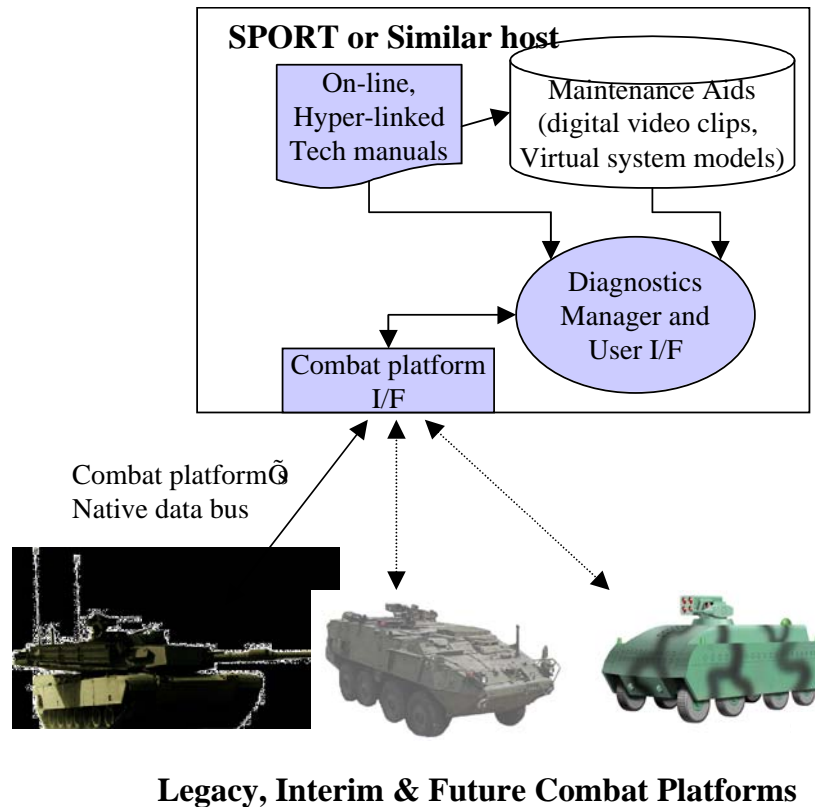 SPORT or Similar host
On-line,
Hyper-linked
Tech manuals
Maintenance Aids
(digital video clips,
Virtual system models)
Diagnostics
Manager and
User I/F
Combat platform
I/F
Combat platformÕs
Native data bus
Legacy, Interim & Future Combat Platforms